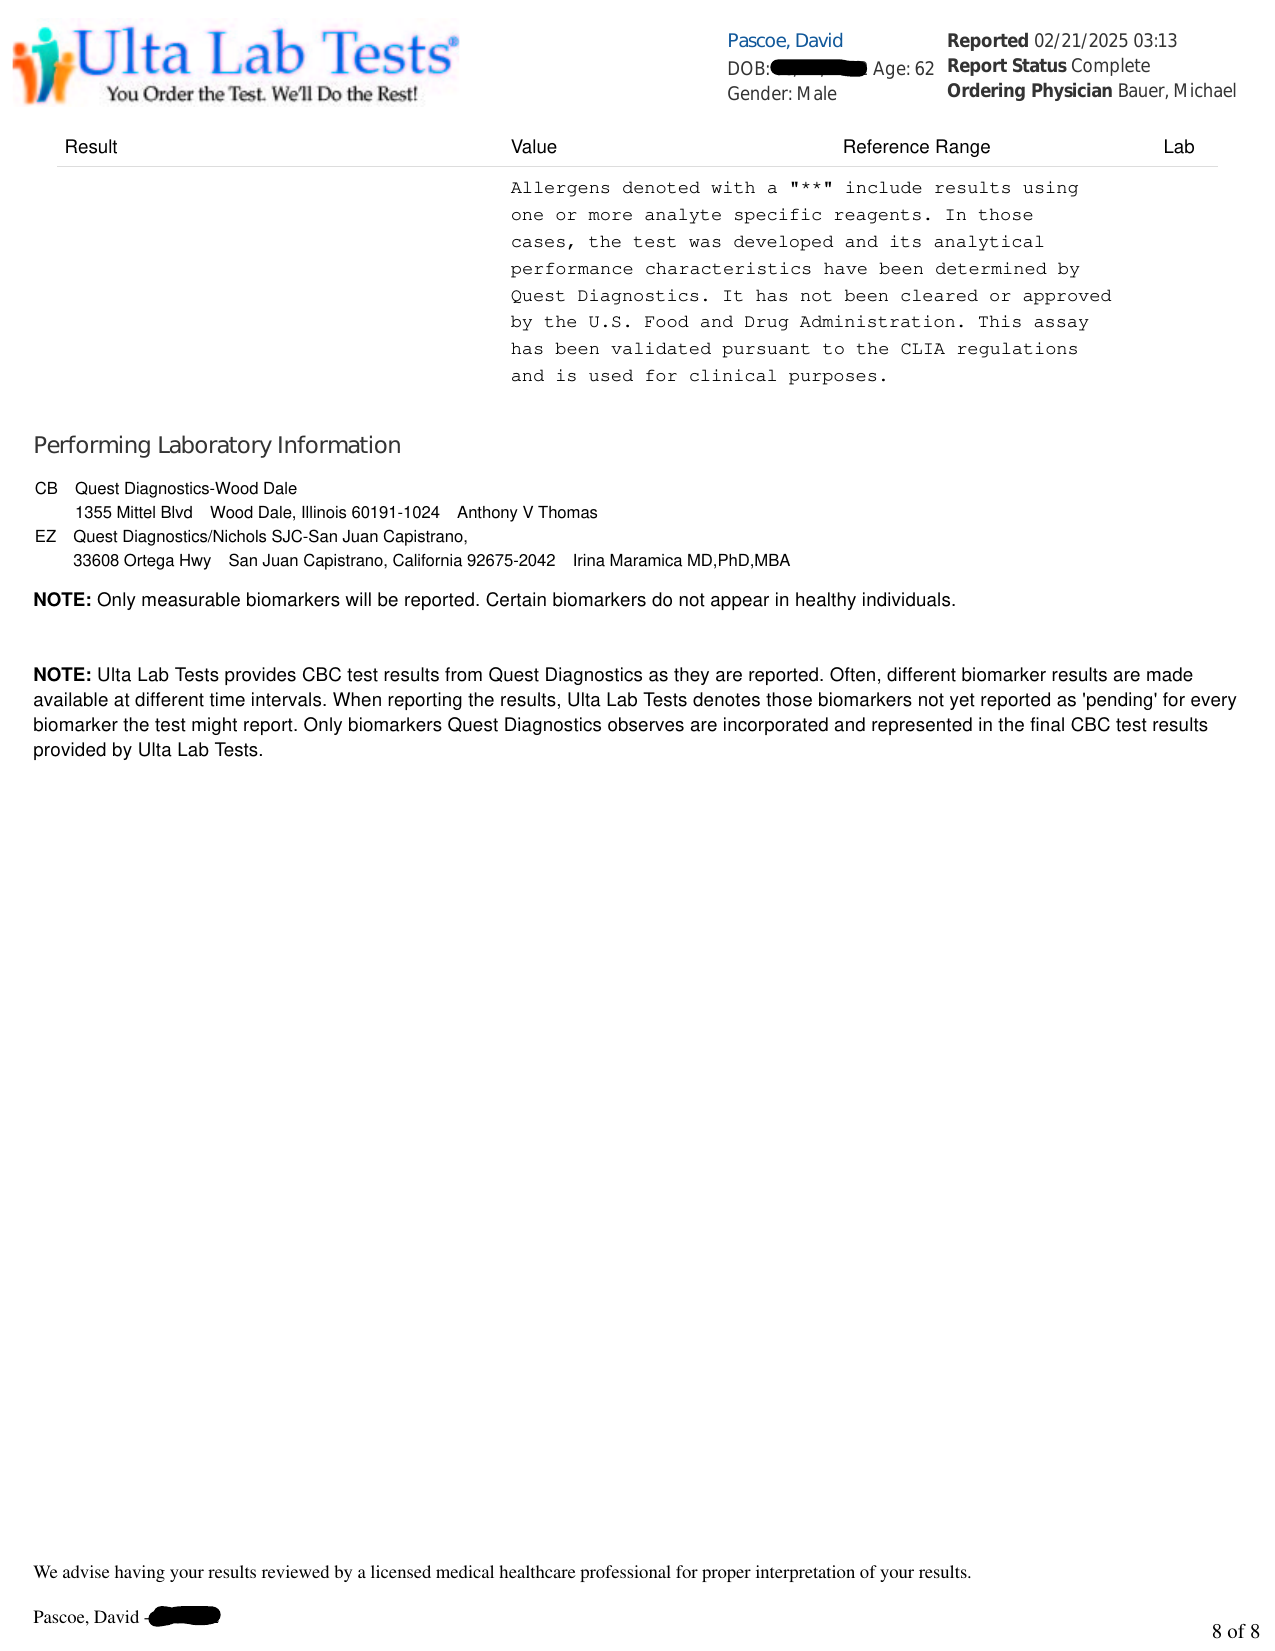 Ulta Lab Tests®
You Order the Test. We'll Do the Rest!
Pascoe, David
DOB: Age: 62
Gender: Male
Reported 02/21/2025 03:13
Report Status Complete
Ordering Physician Bauer, Michael
Result Value Reference Range Lab
Allergens denoted with a "**" include results using
one or more analyte specific reagents. In those
cases, the test was developed and its analytical
performance characteristics have been determined by
Quest Diagnostics. It has not been cleared or approved
by the U.S. Food and Drug Administration. This assay
has been validated pursuant to the CLIA regulations
and is used for clinical purposes.
Performing Laboratory Information
CB Quest Diagnostics-Wood Dale
1355 Mittel Blvd Wood Dale, Illinois 60191-1024 Anthony V Thomas
EZ Quest Diagnostics/Nichols SJC-San Juan Capistrano,
33608 Ortega Hwy San Juan Capistrano, California 92675-2042 Irina Maramica MD,PhD,MBA
NOTE: Only measurable biomarkers will be reported. Certain biomarkers do not appear in healthy individuals.
NOTE: Ulta Lab Tests provides CBC test results from Quest Diagnostics as they are reported. Often, different biomarker results are made
available at different time intervals. When reporting the results, Ulta Lab Tests denotes those biomarkers not yet reported as 'pending' for every
biomarker the test might report. Only biomarkers Quest Diagnostics observes are incorporated and represented in the final CBC test results
provided by Ulta Lab Tests.
We advise having your results reviewed by a licensed medical healthcare professional for proper interpretation of your results.
Pascoe, David -
8 of 8